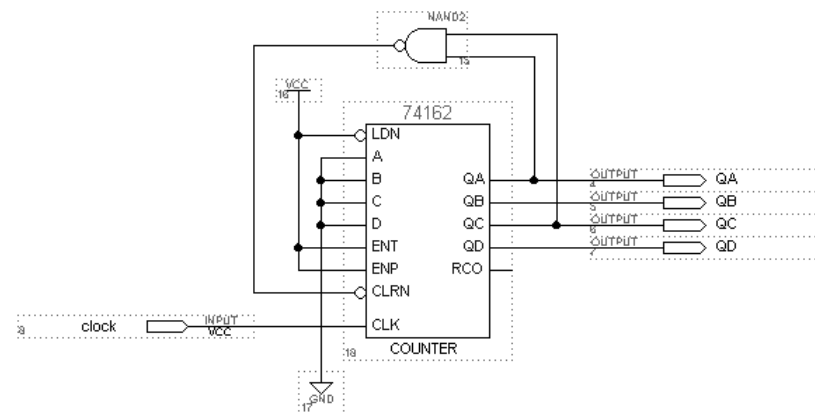 NAND2
15
VCC
16
74162
LDN
A
B
C
D
ENT
ENP
CLRN
CLK
QA
QB
QC
QD
RCO
COUNTER
18
OUTPUT
4
QA
OUTPUT
5
QB
OUTPUT
6
QC
OUTPUT
7
QD
clock
INPUT
VCC
GND
17